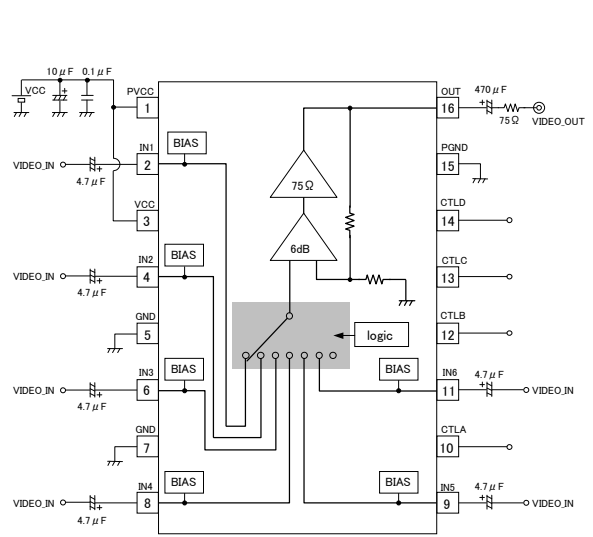 10μF 0.1μF
VCC
PVCC
1
OUT
16
470μF
75Ω
VIDEO_OUT
VIDEO_IN
4.7μF
IN1
2
BIAS
PGND
15
75Ω
VCC
3
CTLD
14
6dB
VIDEO_IN
4.7μF
IN2
4
BIAS
CTLC
13
GND
5
logic
CTLB
12
VIDEO_IN
4.7μF
IN3
6
BIAS
BIAS
IN6
11
4.7μF
VIDEO_IN
GND
7
CTLA
10
VIDEO_IN
4.7μF
IN4
8
BIAS
BIAS
IN5
9
4.7μF
VIDEO_IN